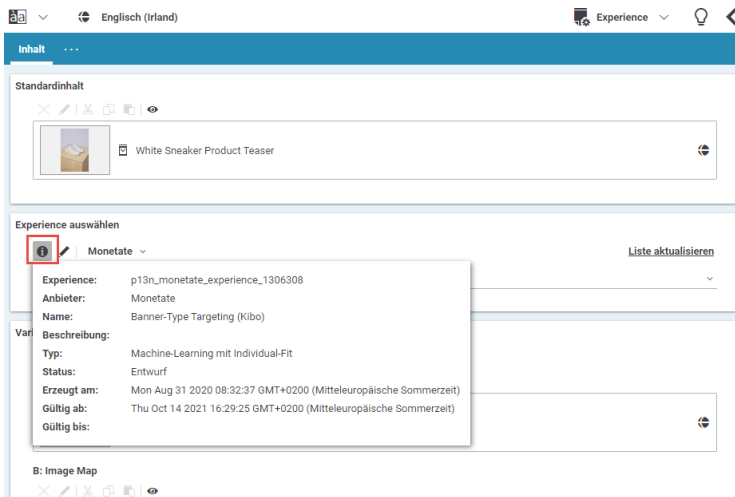 àa Englisch (Irland) Experience
Inhalt ...
Standardinhalt
White Sneaker Product Teaser
Experience auswählen
Monetate Liste aktualisieren
Experience: p13n_monetate_experience_1306308
Anbieter: Monetate
Name: Banner-Type Targeting (Kibo)
Vari
Beschreibung:
Typ: Machine-Learning mit Individual-Fit
Status: Entwurf
Erzeugt am: Mon Aug 31 2020 08:32:37 GMT+0200 (Mitteleuropäische Sommerzeit)
Gültig ab: Thu Oct 14 2021 16:29:25 GMT+0200 (Mitteleuropäische Sommerzeit)
Gültig bis:
B: Image Map